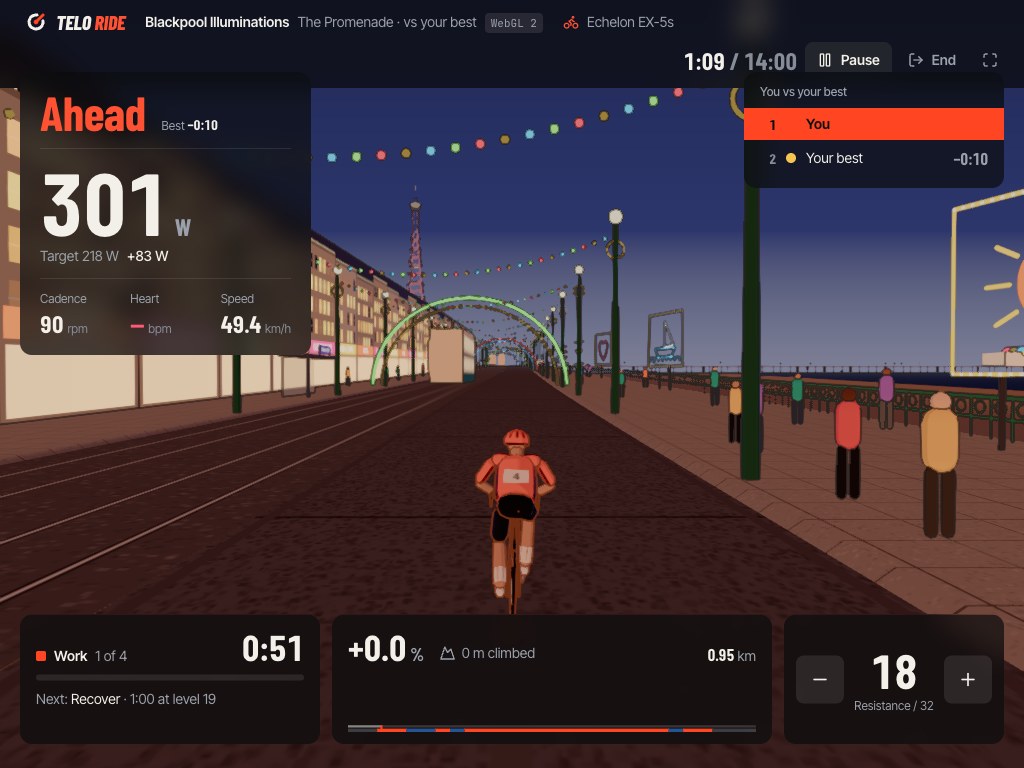 TELO RIDE Blackpool Illuminations The Promenade · vs your best WebGL 2 Echelon EX-5s
1:09 / 14:00 Pause End
Ahead Best −0:10
301 W
Target 218 W +83 W
Cadence Heart Speed
90 rpm — bpm 49.4 km/h
You vs your best
1 You
2 Your best −0:10
4
Work 1 of 4 0:51
Next: Recover · 1:00 at level 19
+0.0 % 0 m climbed 0.95 km
− 18 +
Resistance / 32